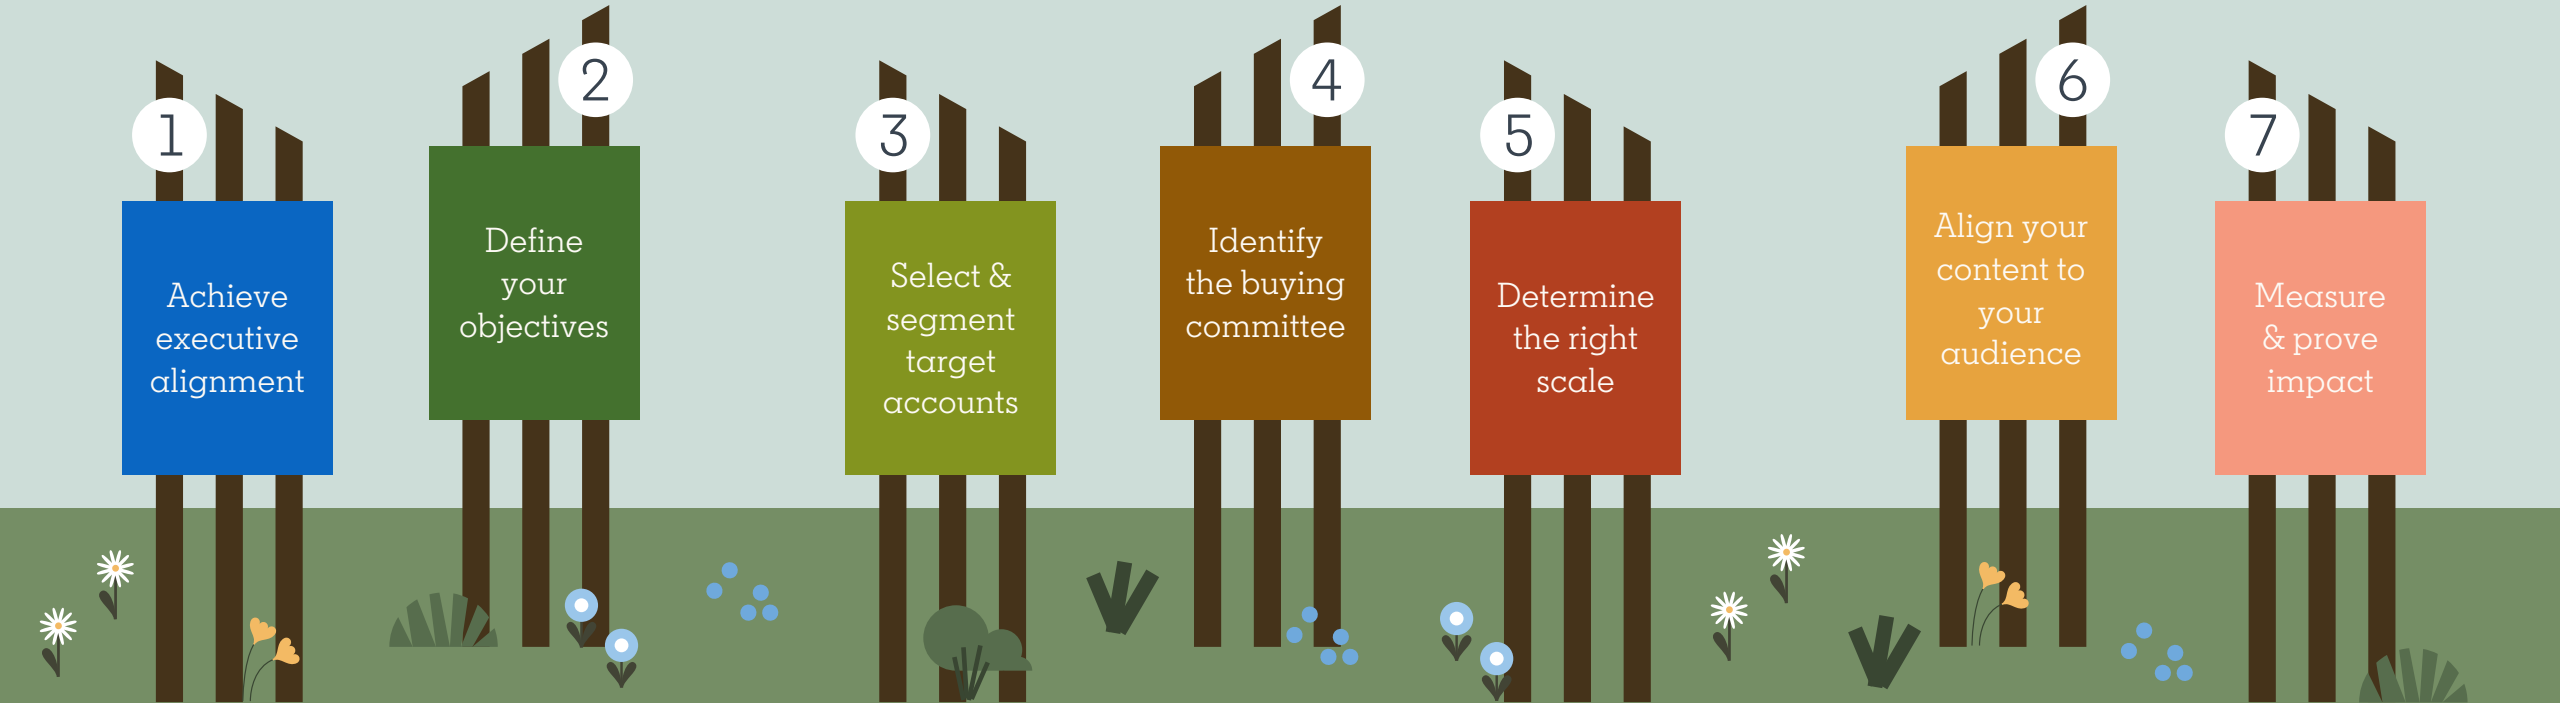 1
Achieve
executive
alignment
2
Define
your
objectives
3
Select &
segment
target
accounts
4
Identify
the buying
committee
5
Determine
the right
scale
6
Align your
content to
your
audience
7
Measure
& prove
impact